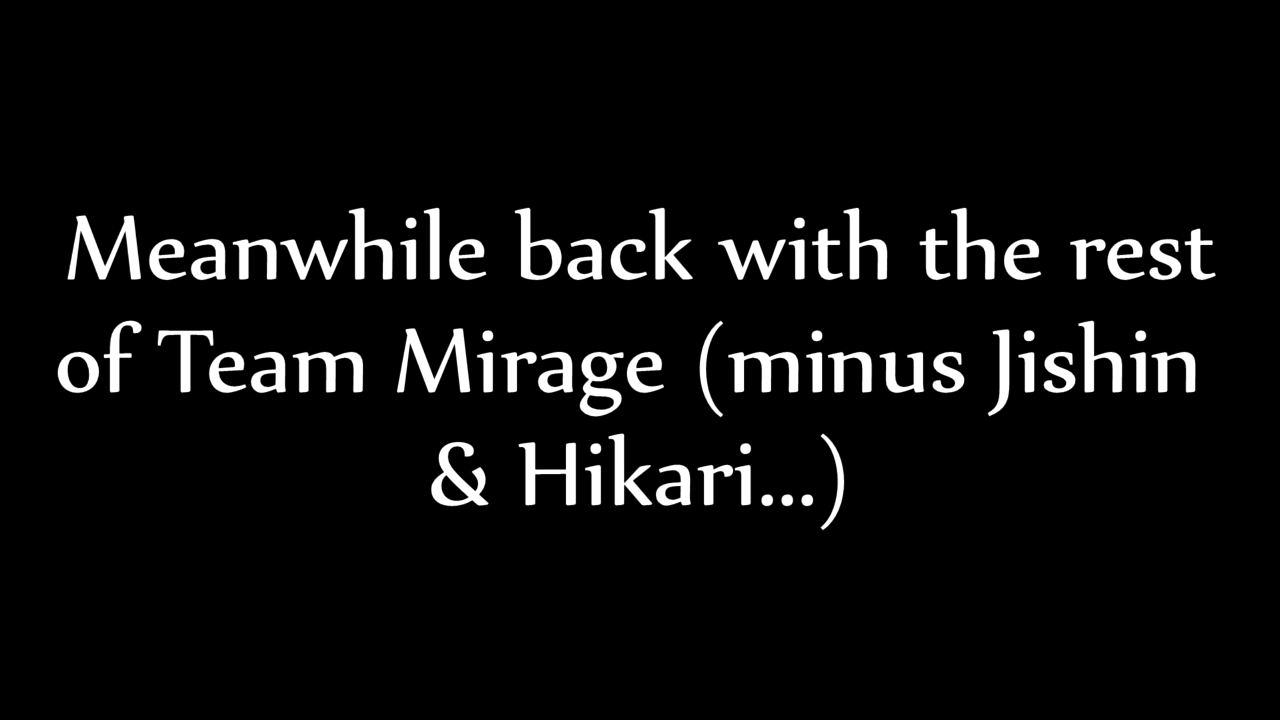 Meanwhile back with the rest
of Team Mirage (minus Jishin
& Hikari...)